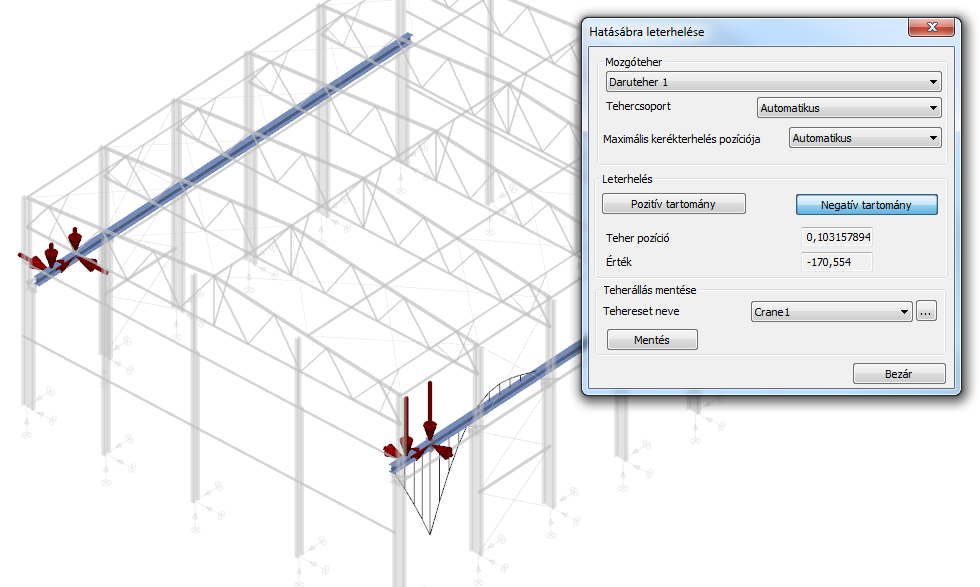 Hatásábra leterhelése
Mozgóteher
Daruteher 1
Tehercsoport
Automatikus
Maximális kerékterhelés pozíciója
Automatikus
Leterhelés
Pozitív tartomány
Negatív tartomány
Teher pozíció
0,103157894
Érték
-170,554
Teherállás mentése
Tehereset neve
Crane1
...
Mentés
Bezár